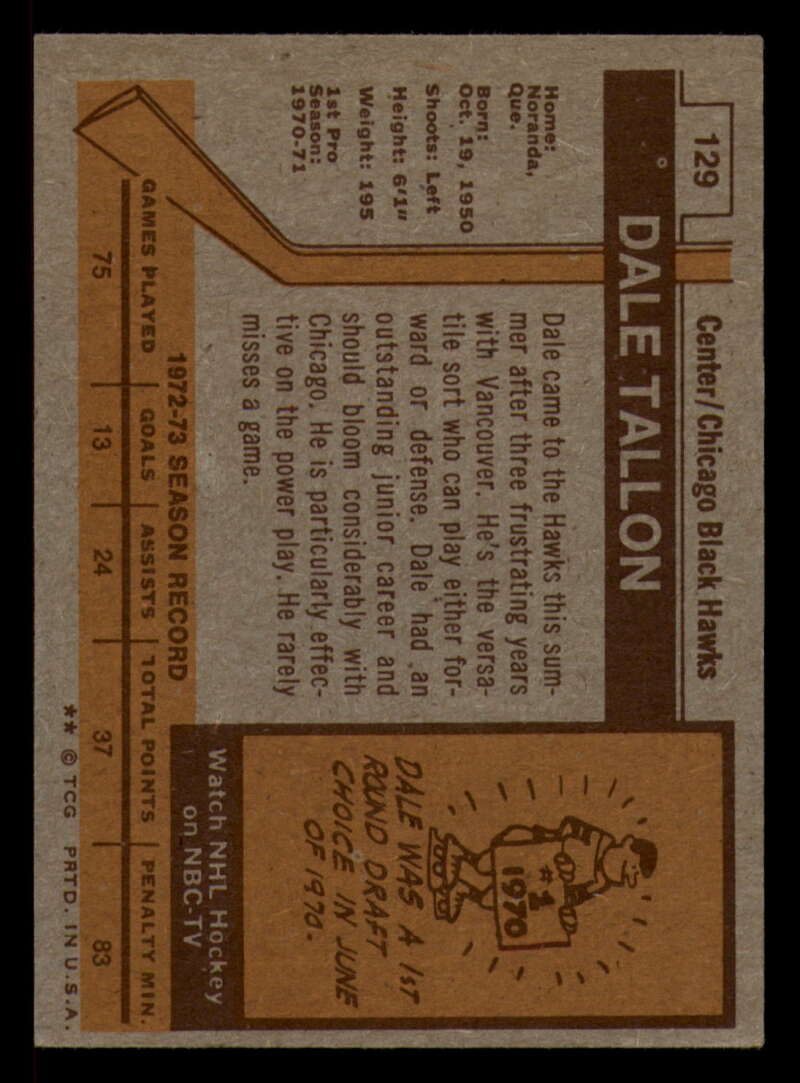 129
Center/Chicago Black Hawks
DALE TALLON
Home:
Noranda,
Que.
Born:
Oct. 19, 1950
Shoots: Left
Height: 6'1"
Weight: 195
1st Pro
Season:
1970-71
Dale came to the Hawks this sum-
mer after three frustrating years
with Vancouver. He's the versa-
tile sort who can play either for-
ward or defense. Dale had an
outstanding junior career and
should bloom considerably with
Chicago. He is particularly effec-
tive on the power play. He rarely
misses a game.
#1
1970
DALE WAS A 1ST
ROUND DRAFT
CHOICE IN JUNE
OF 1970.
Watch NHL Hockey
on NBC-TV
1972-73 SEASON RECORD
GAMES PLAYED GOALS ASSISTS TOTAL POINTS PENALTY MIN.
75 13 24 37 83
** © TCG PRTD. IN U.S.A.